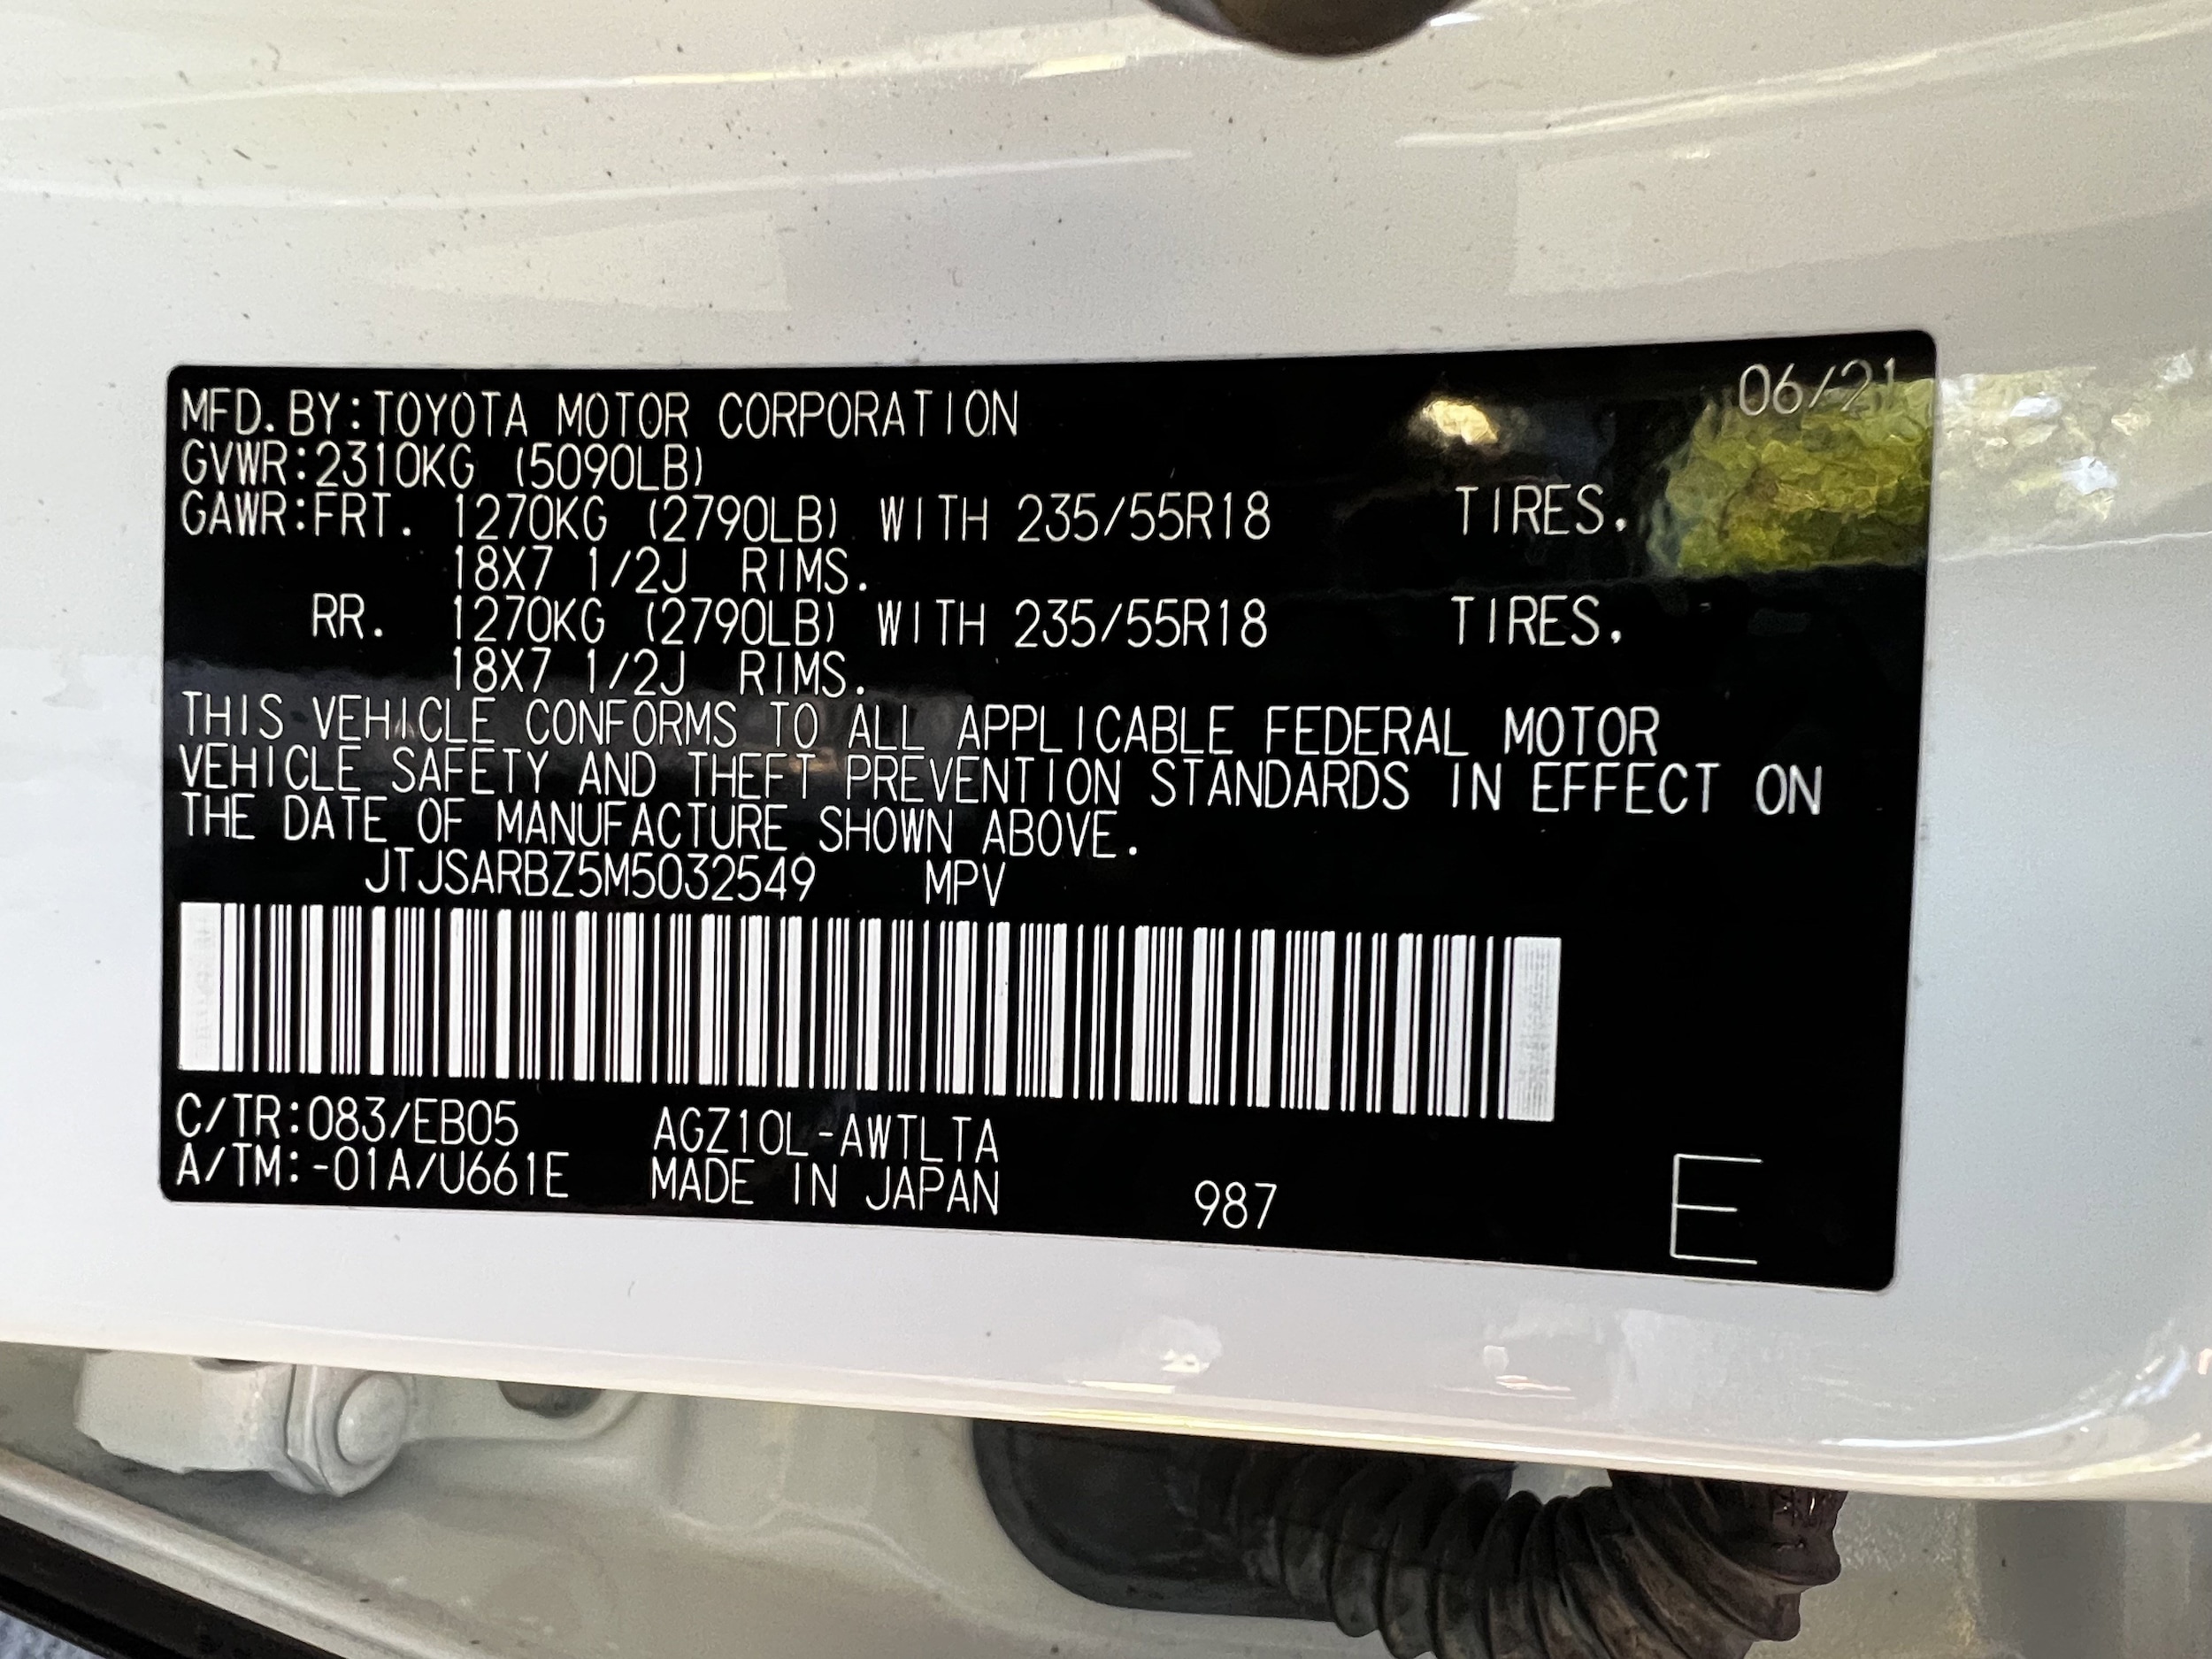 06/21
MFD.BY:TOYOTA MOTOR CORPORATION
GVWR:2310KG (5090LB)
GAWR:FRT. 1270KG (2790LB) WITH 235/55R18 TIRES.
18X7 1/2J RIMS.
RR. 1270KG (2790LB) WITH 235/55R18 TIRES.
18X7 1/2J RIMS.
THIS VEHICLE CONFORMS TO ALL APPLICABLE FEDERAL MOTOR
VEHICLE SAFETY AND THEFT PREVENTION STANDARDS IN EFFECT ON
THE DATE OF MANUFACTURE SHOWN ABOVE.
JTJSARBZ5M5032549 MPV
C/TR:083/EB05 AGZ10L-AWTLTA
A/TM:-01A/U661E MADE IN JAPAN 987 E